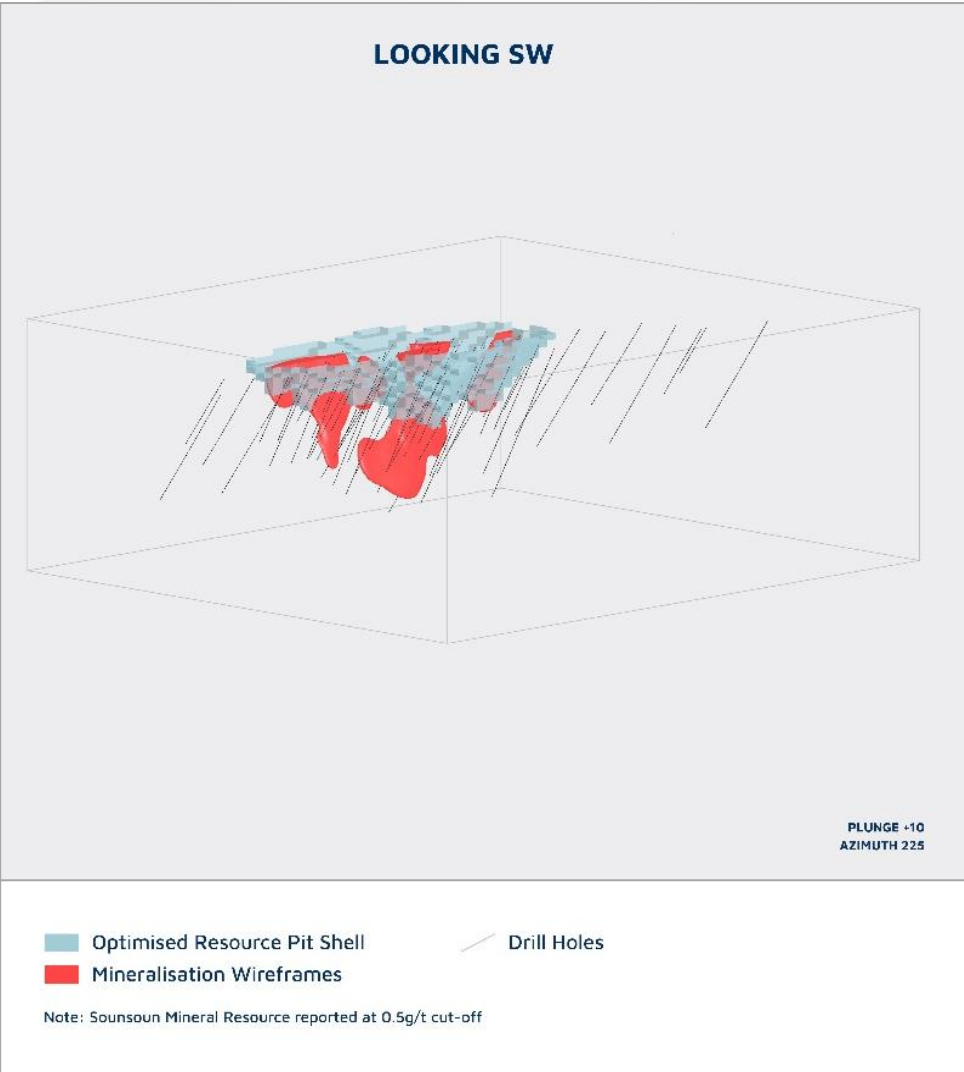 LOOKING SW
PLUNGE +10
AZIMUTH 225
Optimised Resource Pit Shell
Drill Holes
Mineralisation Wireframes
Note: Sounsoun Mineral Resource reported at 0.5g/t cut-off